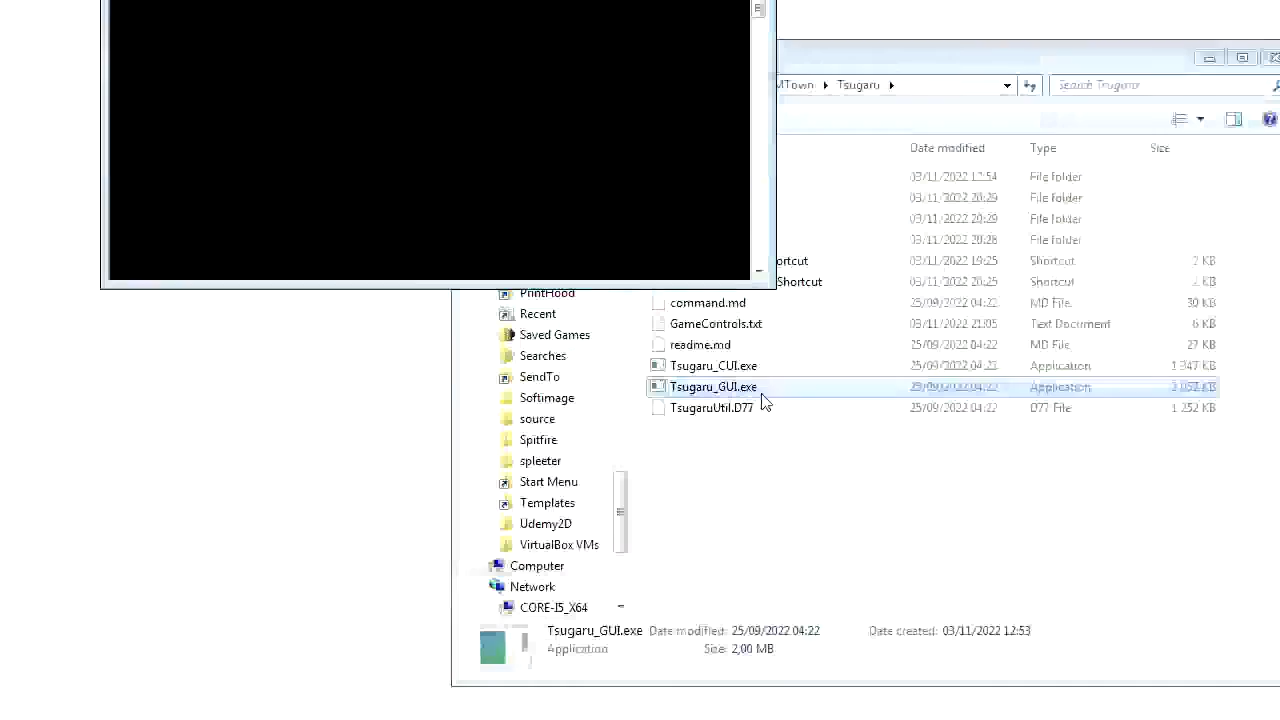 MTown ▸ Tsugaru ▸
Date modified Type Size
03/11/2022 12:54 File folder
03/11/2022 20:29 File folder
03/11/2022 20:29 File folder
03/11/2022 20:28 File folder
ortcut 03/11/2022 19:25 Shortcut 2 KB
Shortcut 03/11/2022 20:25 Shortcut 2 KB
command.md 25/09/2022 04:22 MD File 30 KB
GameControls.txt 03/11/2022 21:05 Text Document 6 KB
readme.md 25/09/2022 04:22 MD File 27 KB
Tsugaru_CUI.exe 25/09/2022 04:22 Application 1 947 KB
Tsugaru_GUI.exe 25/09/2022 04:22 Application
TsugaruUtil.D77 25/09/2022 04:22 D77 File 1 252 KB
PrintHood
Recent
Saved Games
Searches
SendTo
Softimage
source
Spitfire
spleeter
Start Menu
Templates
Udemy2D
VirtualBox VMs
Computer
Network
CORE-I5_X64
Tsugaru_GUI.exe Date modified: 25/09/2022 04:22 Date created: 03/11/2022 12:53
Application Size: 2,00 MB